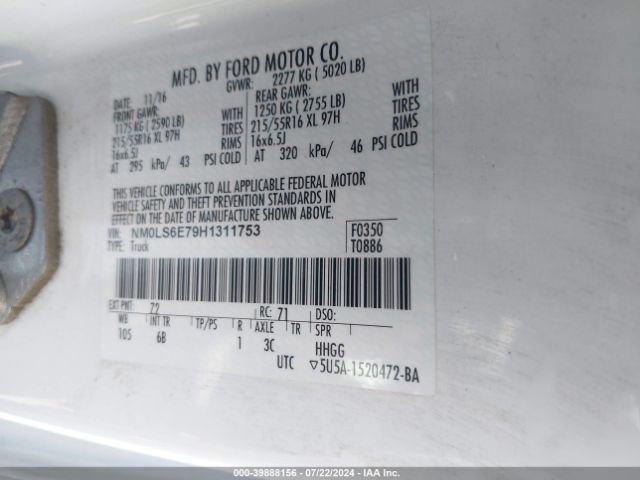 MFD. BY FORD MOTOR CO.
DATE: 11/16 GVWR: 2277 KG ( 5020 LB)
FRONT GAWR: REAR GAWR:
1175 KG ( 2590 LB) WITH 1250 KG ( 2755 LB) WITH
215/55R16 XL 97H TIRES 215/55R16 XL 97H TIRES
16x6.5J RIMS 16x6.5J RIMS
AT 295 kPa/ 43 PSI COLD AT 320 kPa/ 46 PSI COLD
THIS VEHICLE CONFORMS TO ALL APPLICABLE FEDERAL MOTOR
VEHICLE SAFETY AND THEFT PREVENTION STANDARDS IN
EFFECT ON THE DATE OF MANUFACTURE SHOWN ABOVE.
VIN: NM0LS6E79H1311753 F0350
TYPE: Truck T0886
EXT PNT: 72 RC: 71 DSO:
WB INT TR TP/PS R AXLE TR SPR
105 6B 1 3C HHGG
UTC ▽5U5A-1520472-BA
000-39888156 - 07/22/2024 - IAA Inc.